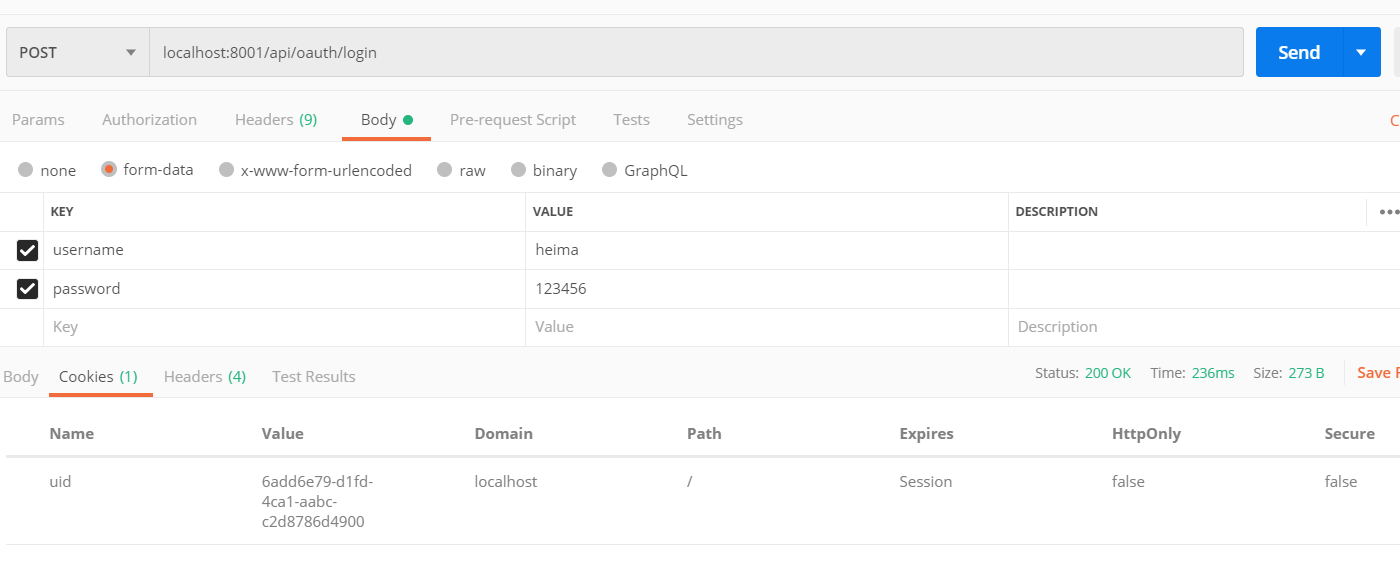 POST localhost:8001/api/oauth/login Send
Params Authorization Headers (9) Body Pre-request Script Tests Settings C
none form-data x-www-form-urlencoded raw binary GraphQL
KEY VALUE DESCRIPTION
username heima
password 123456
Key Value Description
Body Cookies (1) Headers (4) Test Results Status: 200 OK Time: 236ms Size: 273 B Save
Name Value Domain Path Expires HttpOnly Secure
uid 6add6e79-d1fd- localhost / Session false false
4ca1-aabc-
c2d8786d4900